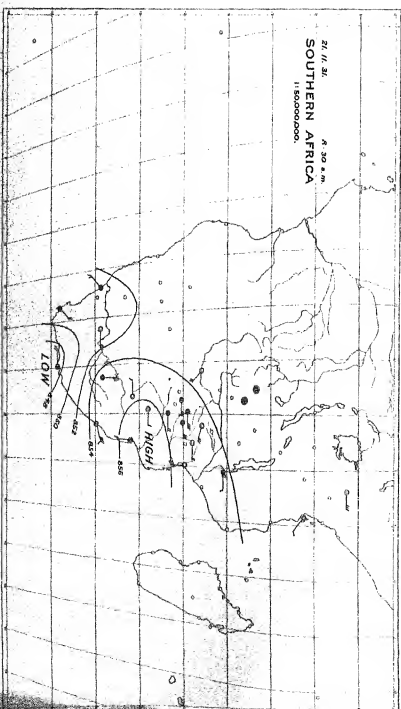 21. 11. 31. 8.30 a.m.
SOUTHERN AFRICA
1:50,000,000.
LOW
850
852
854
856
HIGH